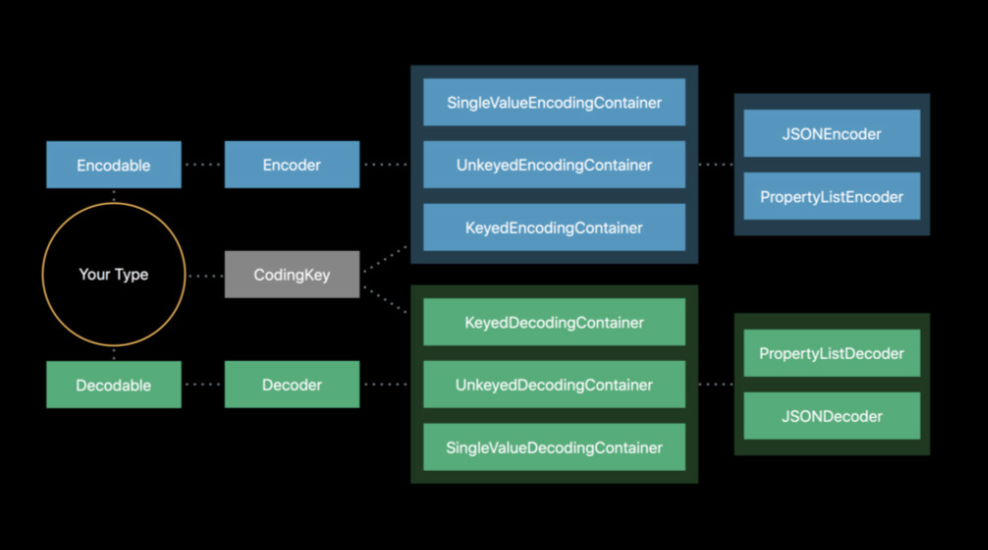 SingleValueEncodingContainer
JSONEncoder
Encodable
Encoder
UnkeyedEncodingContainer
PropertyListEncoder
KeyedEncodingContainer
Your Type
CodingKey
KeyedDecodingContainer
PropertyListDecoder
Decodable
Decoder
UnkeyedDecodingContainer
JSONDecoder
SingleValueDecodingContainer